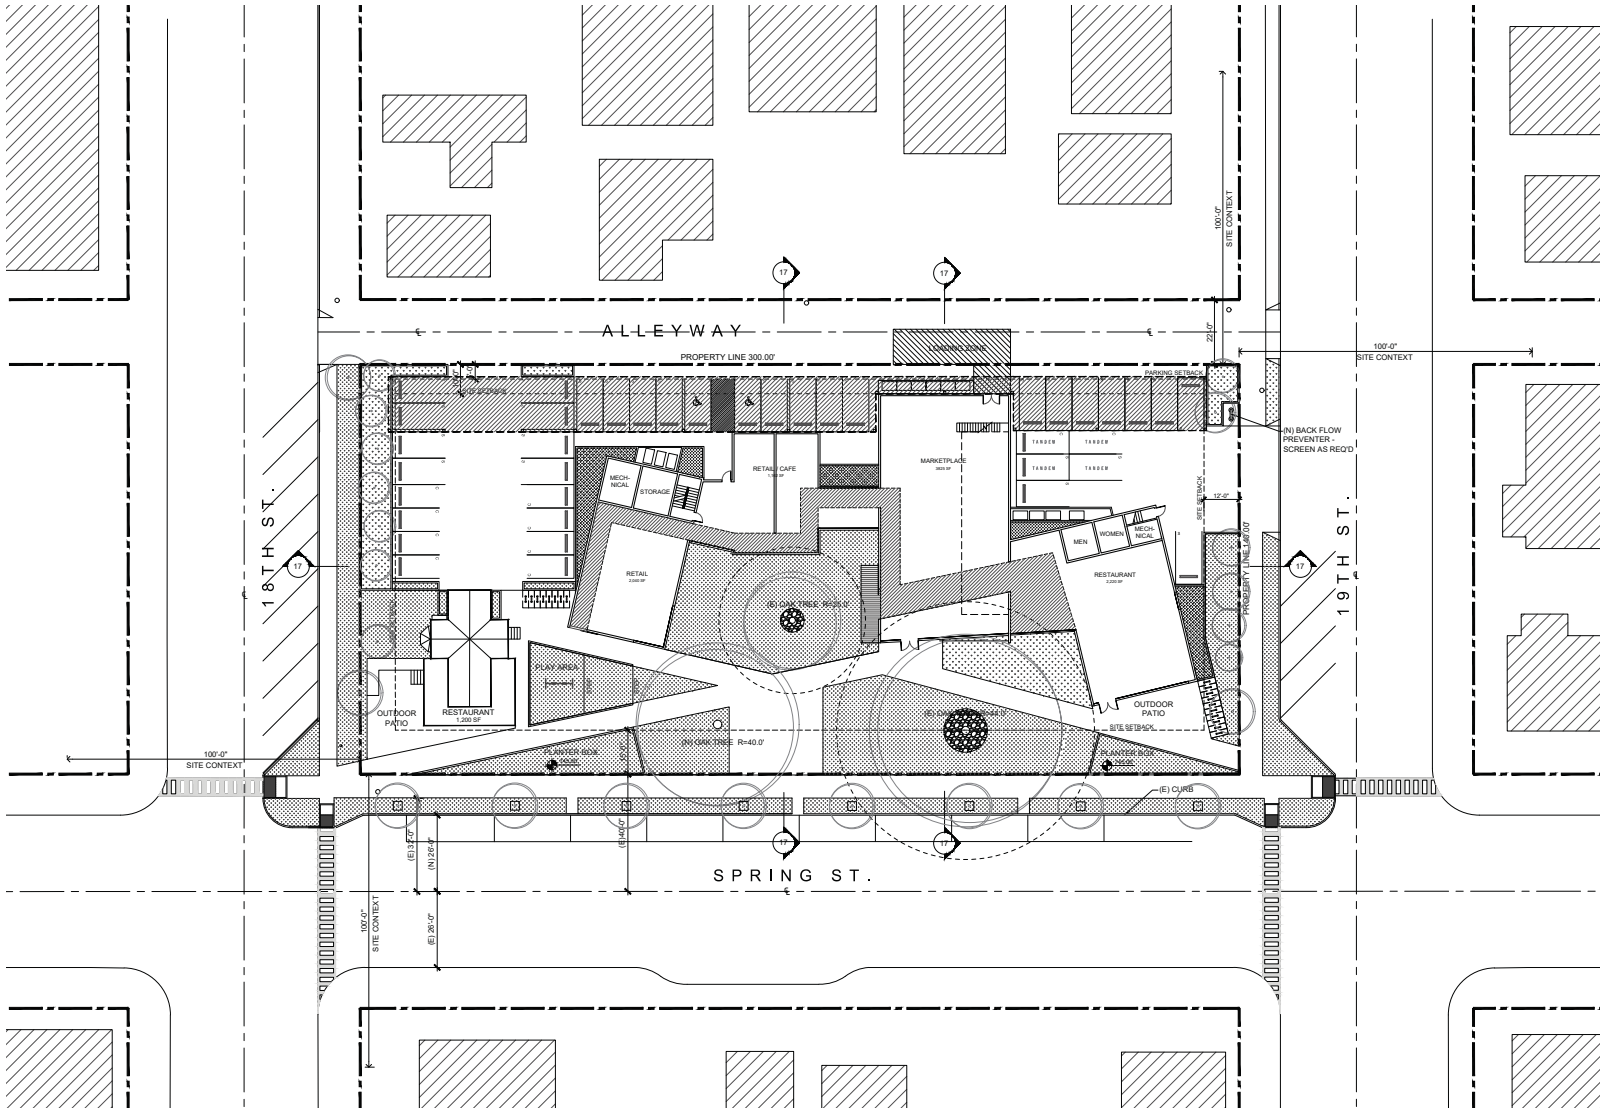 17
17
ALLEYWAY
LOADING ZONE
PROPERTY LINE 300.00'
22'-0"
100'-0"
SITE CONTEXT
100'-0"
SITE CONTEXT
PARKING SETBACK
SITE SETBACK
(N) BACK FLOW
PREVENTER -
SCREEN AS REQ'D
TANDEM
TANDEM
TANDEM
TANDEM
MARKETPLACE
RETAIL / CAFE
MECH-
NICAL
STORAGE
SITE SETBACK
12'-0"
MEN
WOMEN
MECH-
NICAL
18TH ST.
17
RETAIL
RESTAURANT
2,220 SF
17
19TH ST.
(E) OAK TREE
PLAY AREA
RESTAURANT
1,200 SF
OUTDOOR
PATIO
OUTDOOR
PATIO
SITE SETBACK
(N) OAK TREE R=40.0'
PLANTER BOX
PLANTER BOX
100'-0"
SITE CONTEXT
(E) CURB
(E) 32'-0"
(N) 26'-0"
(E) 40'-0"
17
17
SPRING ST.
100'-0"
SITE CONTEXT
(E) 26'-0"